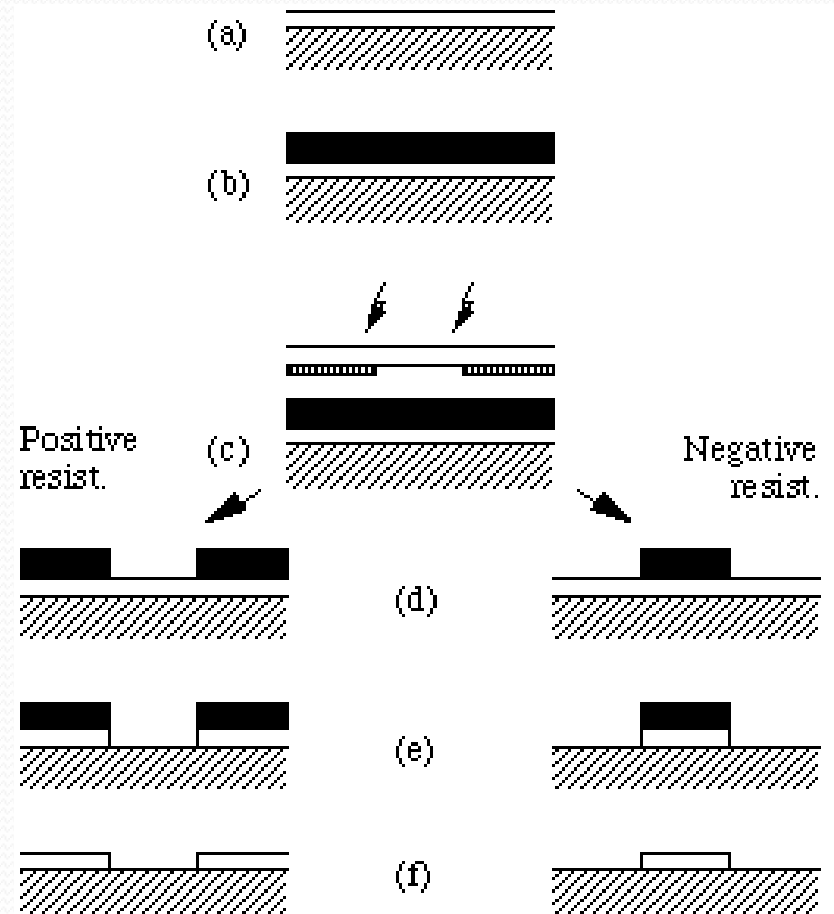 (a)
(b)
Positive
resist.
(c)
Negative
resist.
(d)
(e)
(f)